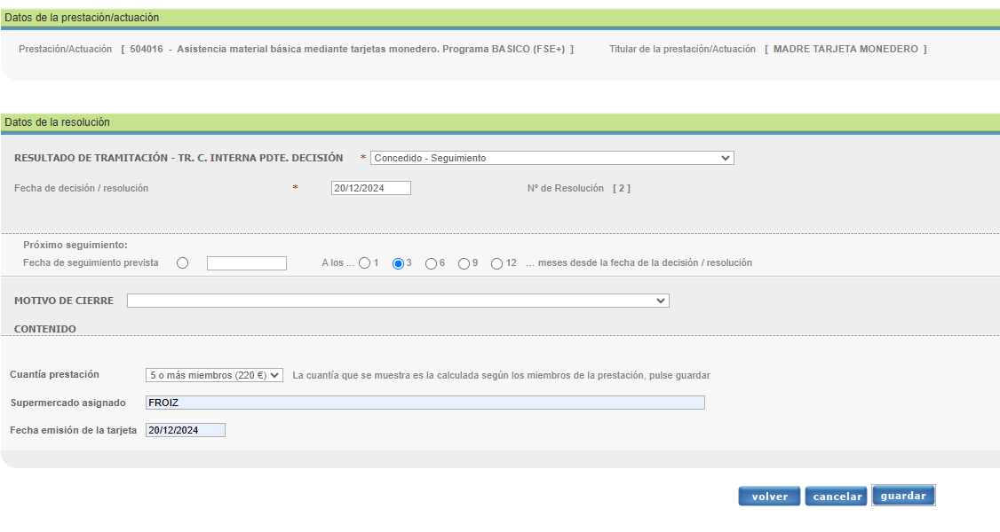 Datos de la prestación/actuación
Prestación/Actuación [ 504016 - Asistencia material básica mediante tarjetas monedero. Programa BASICO (FSE+) ] Titular de la prestación/Actuación [ MADRE TARJETA MONEDERO ]
Datos de la resolución
RESULTADO DE TRAMITACIÓN - TR. C. INTERNA PDTE. DECISIÓN * Concedido - Seguimiento
Fecha de decisión / resolución * 20/12/2024 Nº de Resolución [ 2 ]
Próximo seguimiento:
Fecha de seguimiento prevista A los ... 1 3 6 9 12 ... meses desde la fecha de la decisión / resolución
MOTIVO DE CIERRE
CONTENIDO
Cuantía prestación 5 o más miembros (220 €) La cuantía que se muestra es la calculada según los miembros de la prestación, pulse guardar
Supermercado asignado FROIZ
Fecha emisión de la tarjeta 20/12/2024
volver cancelar guardar